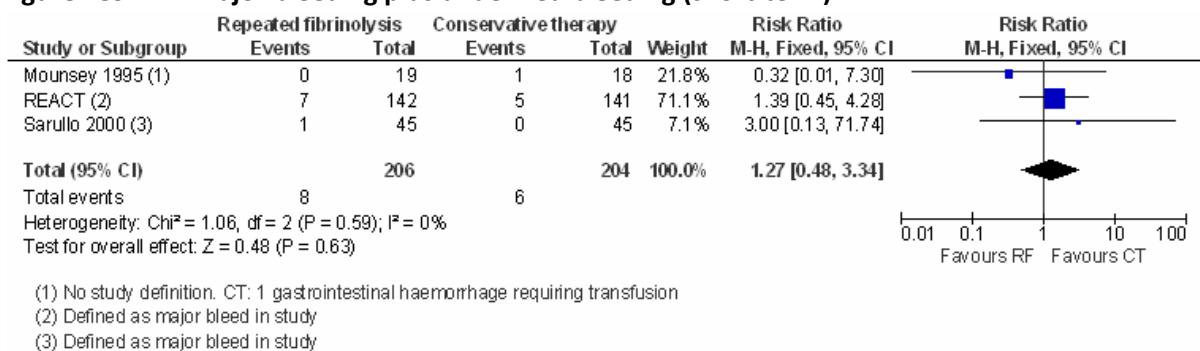 Repeated fibrinolysis Conservative therapy Risk Ratio Risk Ratio
Study or Subgroup Events Total Events Total Weight M-H, Fixed, 95% CI M-H, Fixed, 95% CI
Mounsey 1995 (1) 0 19 1 18 21.8% 0.32 [0.01, 7.30]
REACT (2) 7 142 5 141 71.1% 1.39 [0.45, 4.28]
Sarullo 2000 (3) 1 45 0 45 7.1% 3.00 [0.13, 71.74]
Total (95% CI) 206 204 100.0% 1.27 [0.48, 3.34]
Total events 8 6
Heterogeneity: Chi² = 1.06, df = 2 (P = 0.59); I² = 0%
Test for overall effect: Z = 0.48 (P = 0.63)
0.01 0.1 1 10 100
Favours RF Favours CT
(1) No study definition. CT: 1 gastrointestinal haemorrhage requiring transfusion
(2) Defined as major bleed in study
(3) Defined as major bleed in study